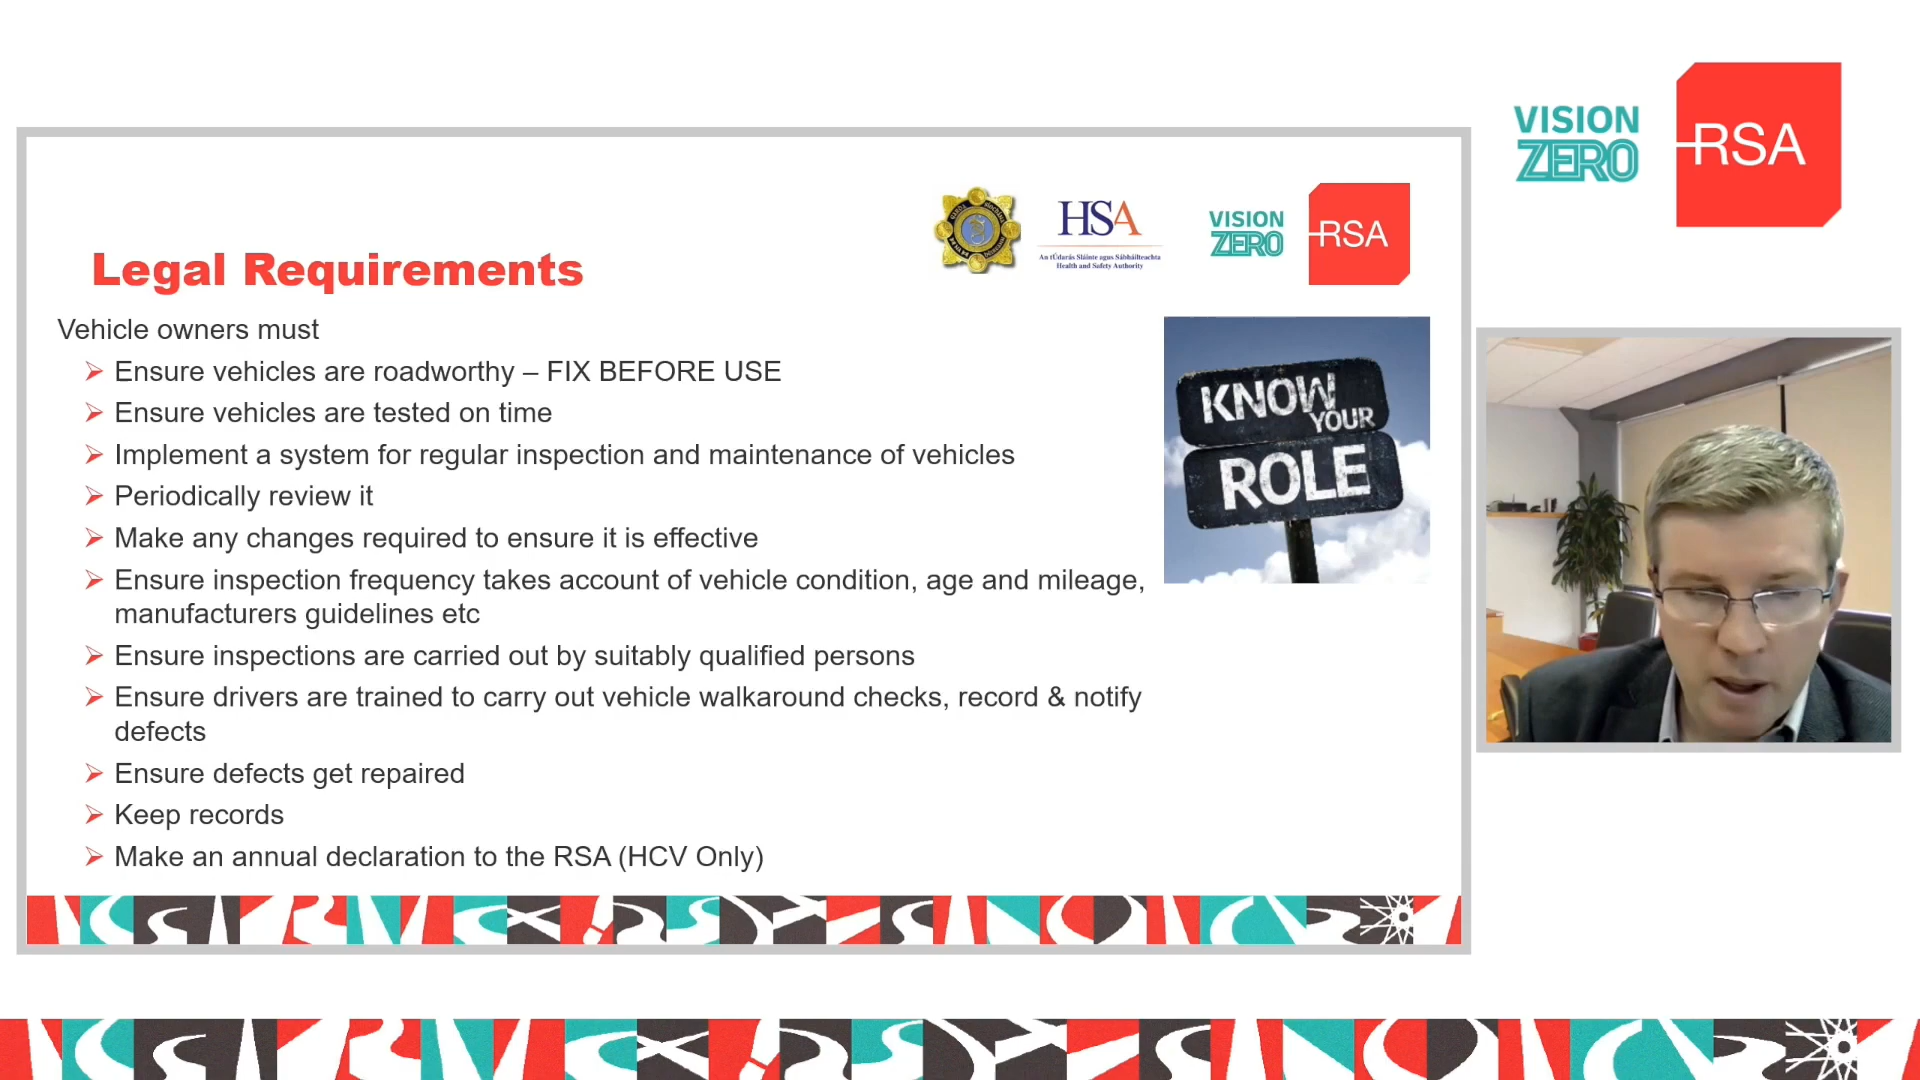 VISION
ZERO
RSA
HSA
VISION
ZERO
RSA
An tÚdarás Sláinte agus Sábháilteachta
Health and Safety Authority
Legal Requirements
Vehicle owners must
Ensure vehicles are roadworthy – FIX BEFORE USE
Ensure vehicles are tested on time
Implement a system for regular inspection and maintenance of vehicles
Periodically review it
Make any changes required to ensure it is effective
Ensure inspection frequency takes account of vehicle condition, age and mileage,
manufacturers guidelines etc
Ensure inspections are carried out by suitably qualified persons
Ensure drivers are trained to carry out vehicle walkaround checks, record & notify
defects
Ensure defects get repaired
Keep records
Make an annual declaration to the RSA (HCV Only)
KNOW
YOUR
ROLE